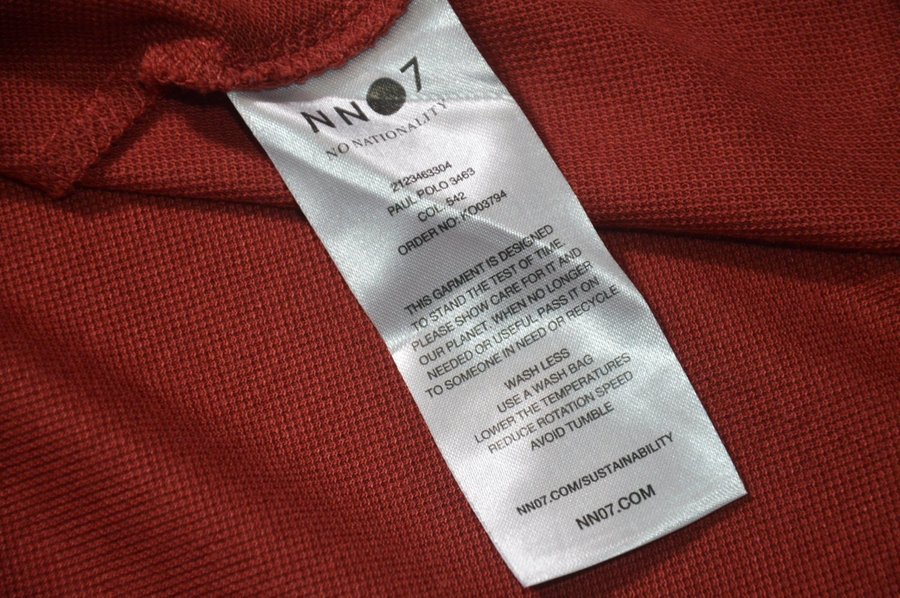 NN●7
NO NATIONALITY
2123463304
PAUL POLO 3463
COL. 542
ORDER NO: KO03794
THIS GARMENT IS DESIGNED
TO STAND THE TEST OF TIME.
PLEASE SHOW CARE FOR IT AND
OUR PLANET. WHEN NO LONGER
NEEDED OR USEFUL PASS IT ON
TO SOMEONE IN NEED OR RECYCLE
WASH LESS
USE A WASH BAG
LOWER THE TEMPERATURES
REDUCE ROTATION SPEED
AVOID TUMBLE
NN07.COM/SUSTAINABILITY
NN07.COM